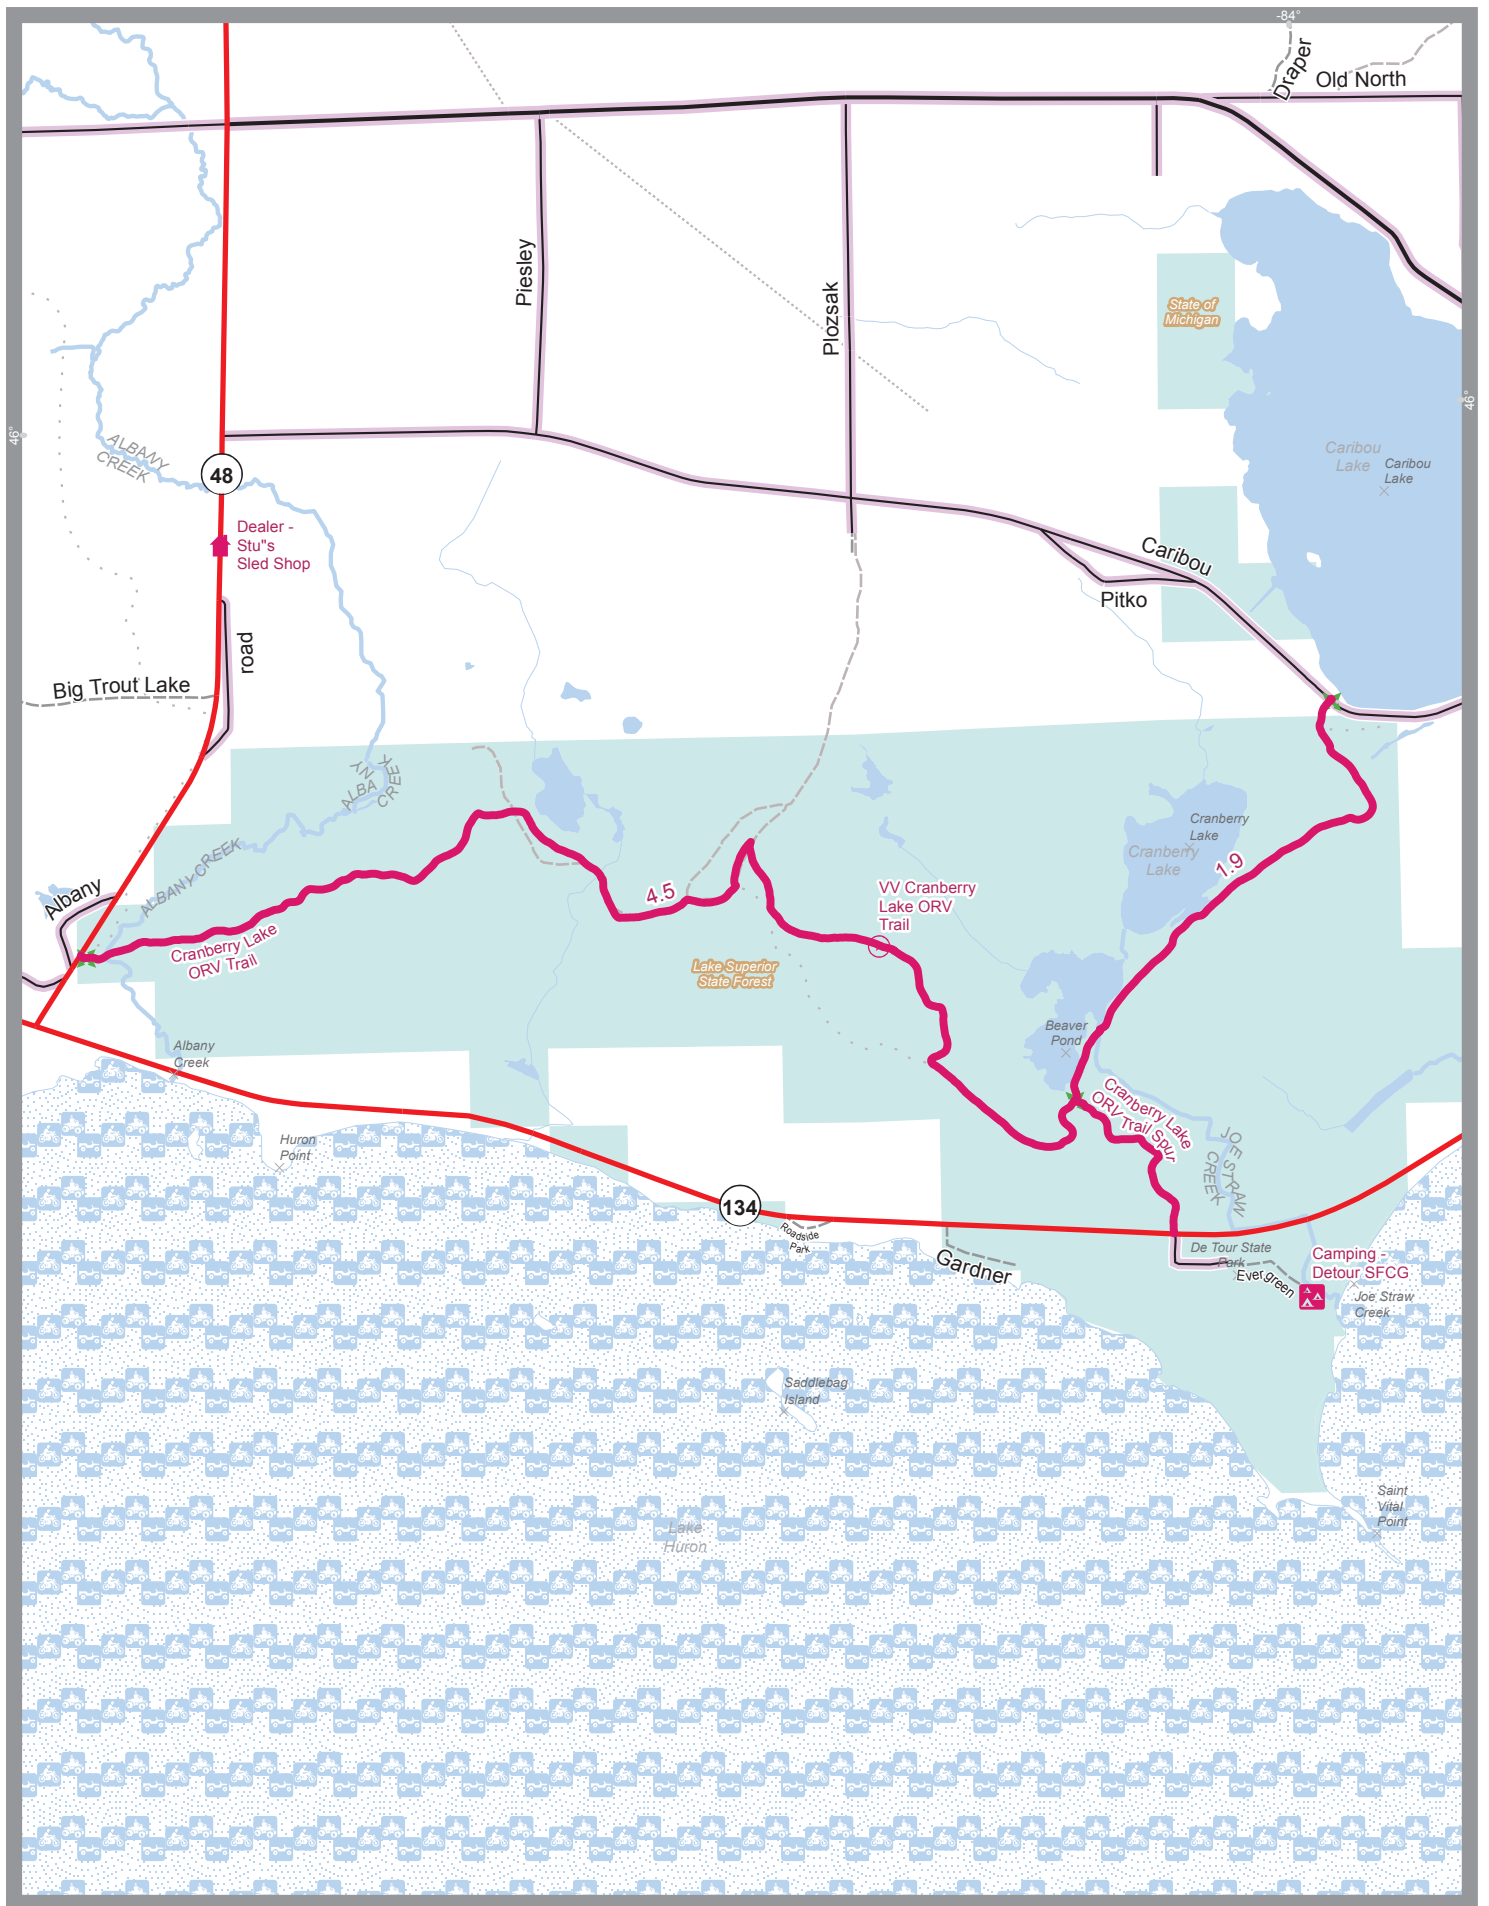 -84°
Draper
Old North
Piesley
Plozsak
State of
Michigan
46°
46°
ALBANY
CREEK
48
Caribou
Lake
Caribou
Lake
Dealer -
Stu"s
Sled Shop
Caribou
Pitko
road
Big Trout Lake
ALBA
NY
CREEK
Cranberry
Lake
Cranberry
Lake
ALBANY CREEK
1.9
4.5
Albany
VV Cranberry
Lake ORV
Trail
Cranberry Lake
ORV Trail
Lake Superior
State Forest
Beaver
Pond
Albany
Creek
Cranberry Lake
ORV Trail Spur
Huron
Point
JOE STRAW
CREEK
134
Roadside
Park
Gardner
De Tour State
Park
Evergreen
Camping -
Detour SFCG
Joe Straw
Creek
Saddlebag
Island
Saint
Vital
Point
Lake
Huron